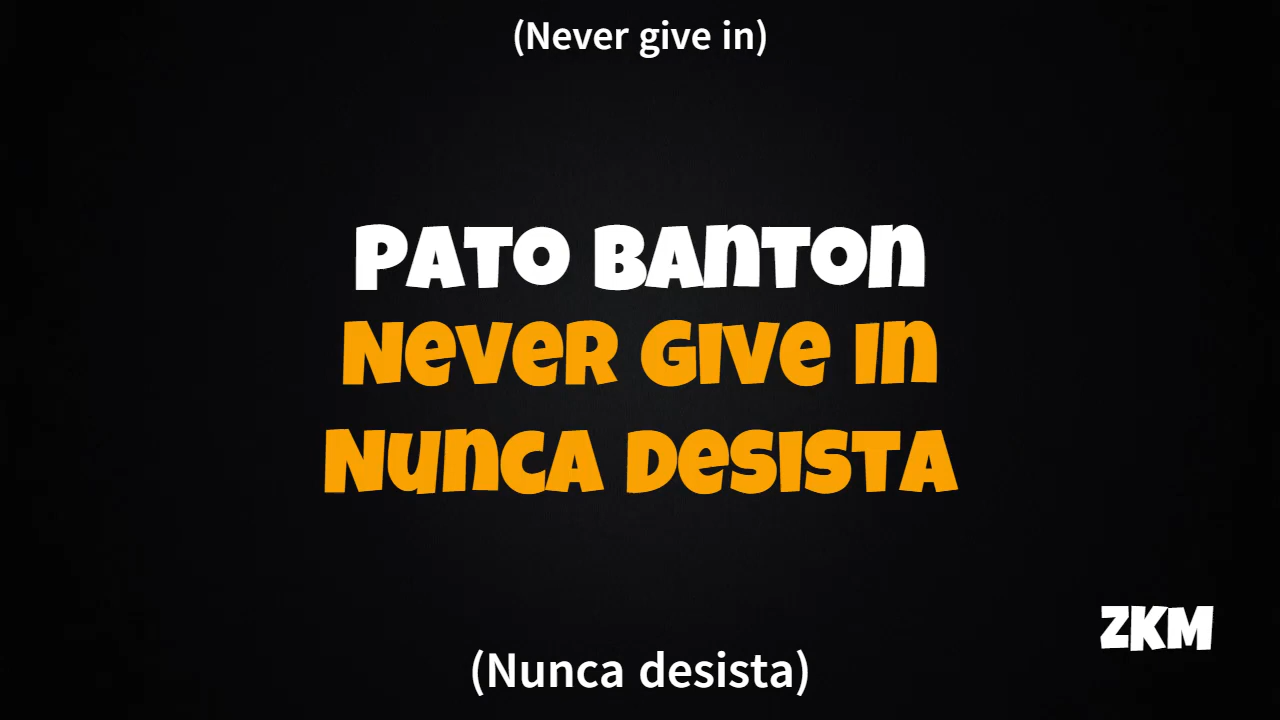 (Never give in)
Pato Banton
Never Give In
Nunca Desista
ZKM
(Nunca desista)